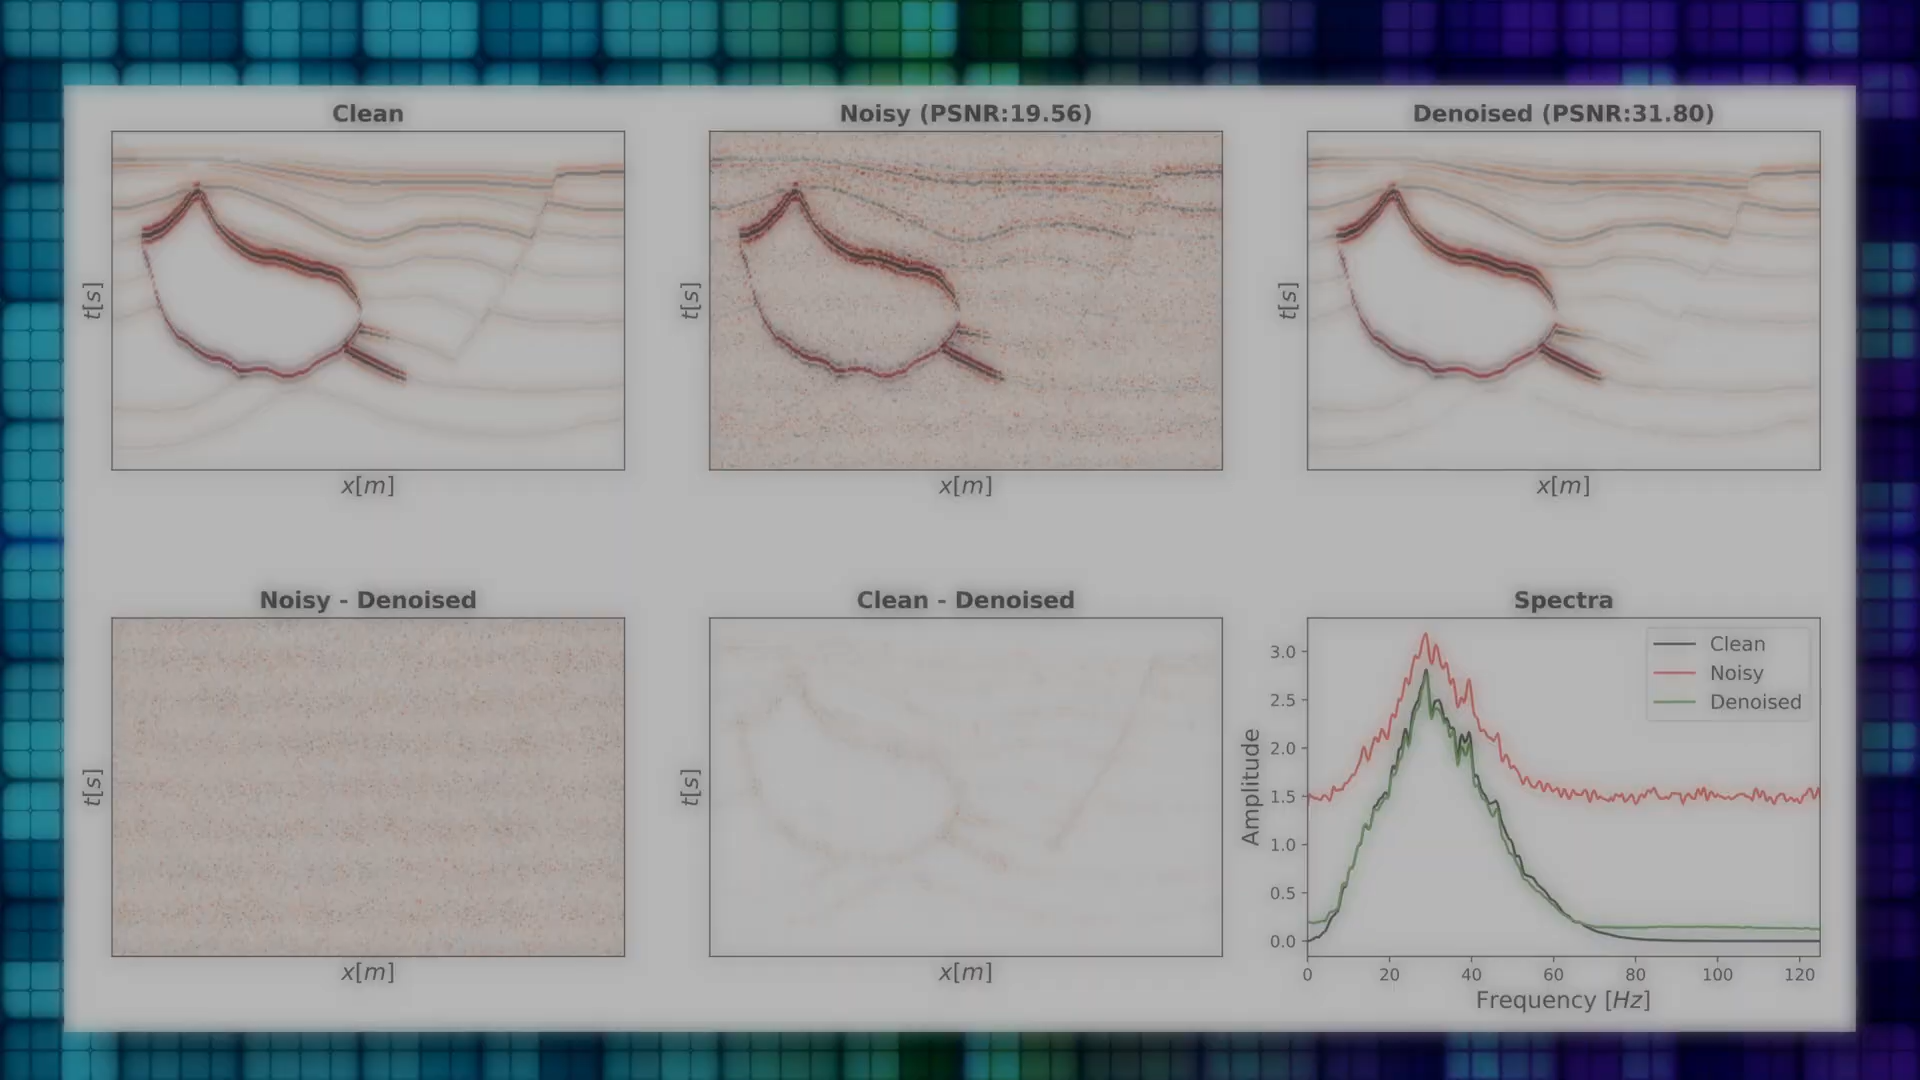 Clean
Noisy (PSNR:19.56)
Denoised (PSNR:31.80)
t[s]
t[s]
t[s]
x[m]
x[m]
x[m]
Noisy - Denoised
Clean - Denoised
Spectra
t[s]
t[s]
Amplitude
3.0
2.5
2.0
1.5
1.0
0.5
0.0
Clean
Noisy
Denoised
0 20 40 60 80 100 120
x[m]
x[m]
Frequency [Hz]